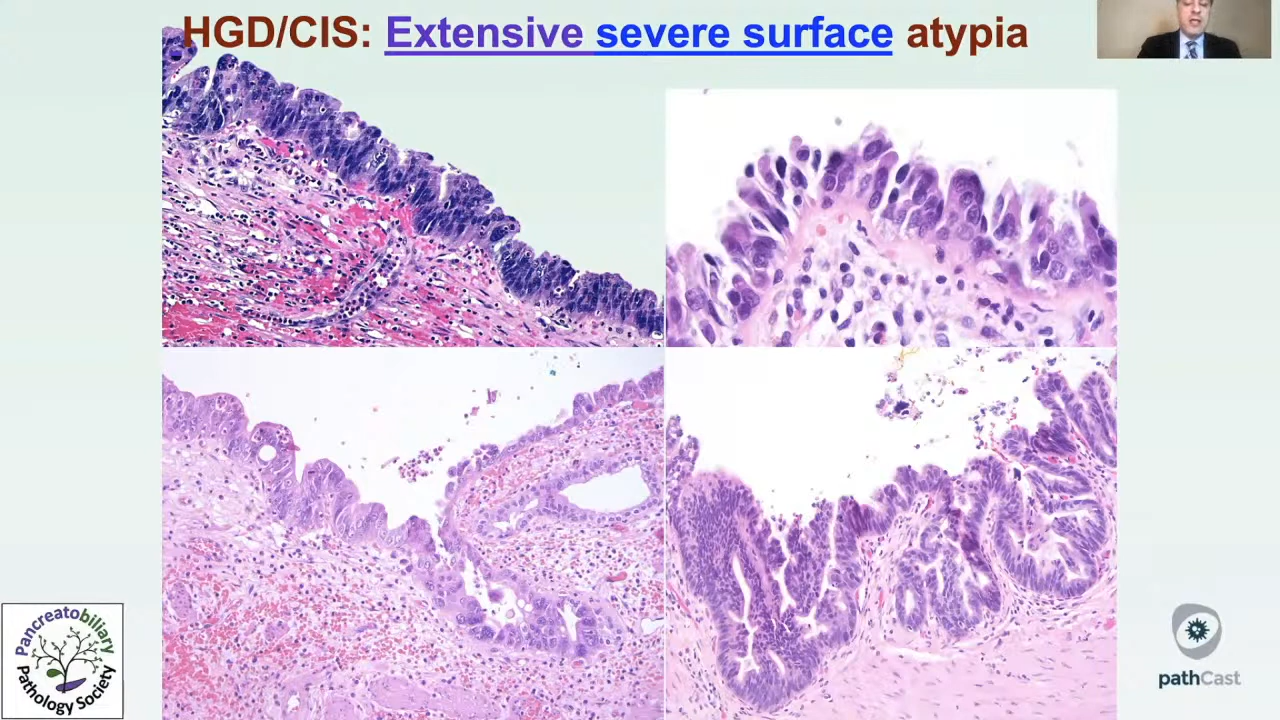 HGD/CIS: Extensive severe surface atypia
Pancreatobiliary
Pathology Society
pathCast